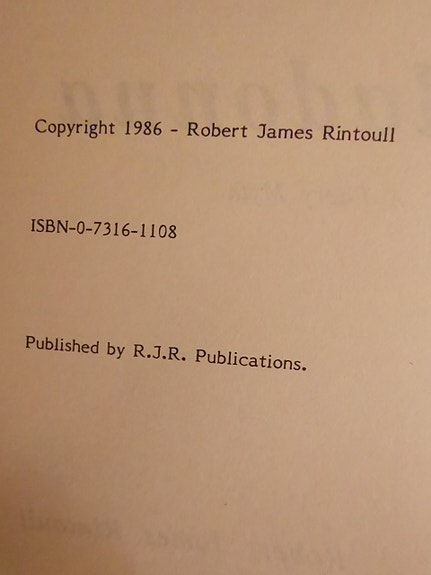 Copyright 1986 - Robert James Rintoull
ISBN-0-7316-1108
Published by R.J.R. Publications.